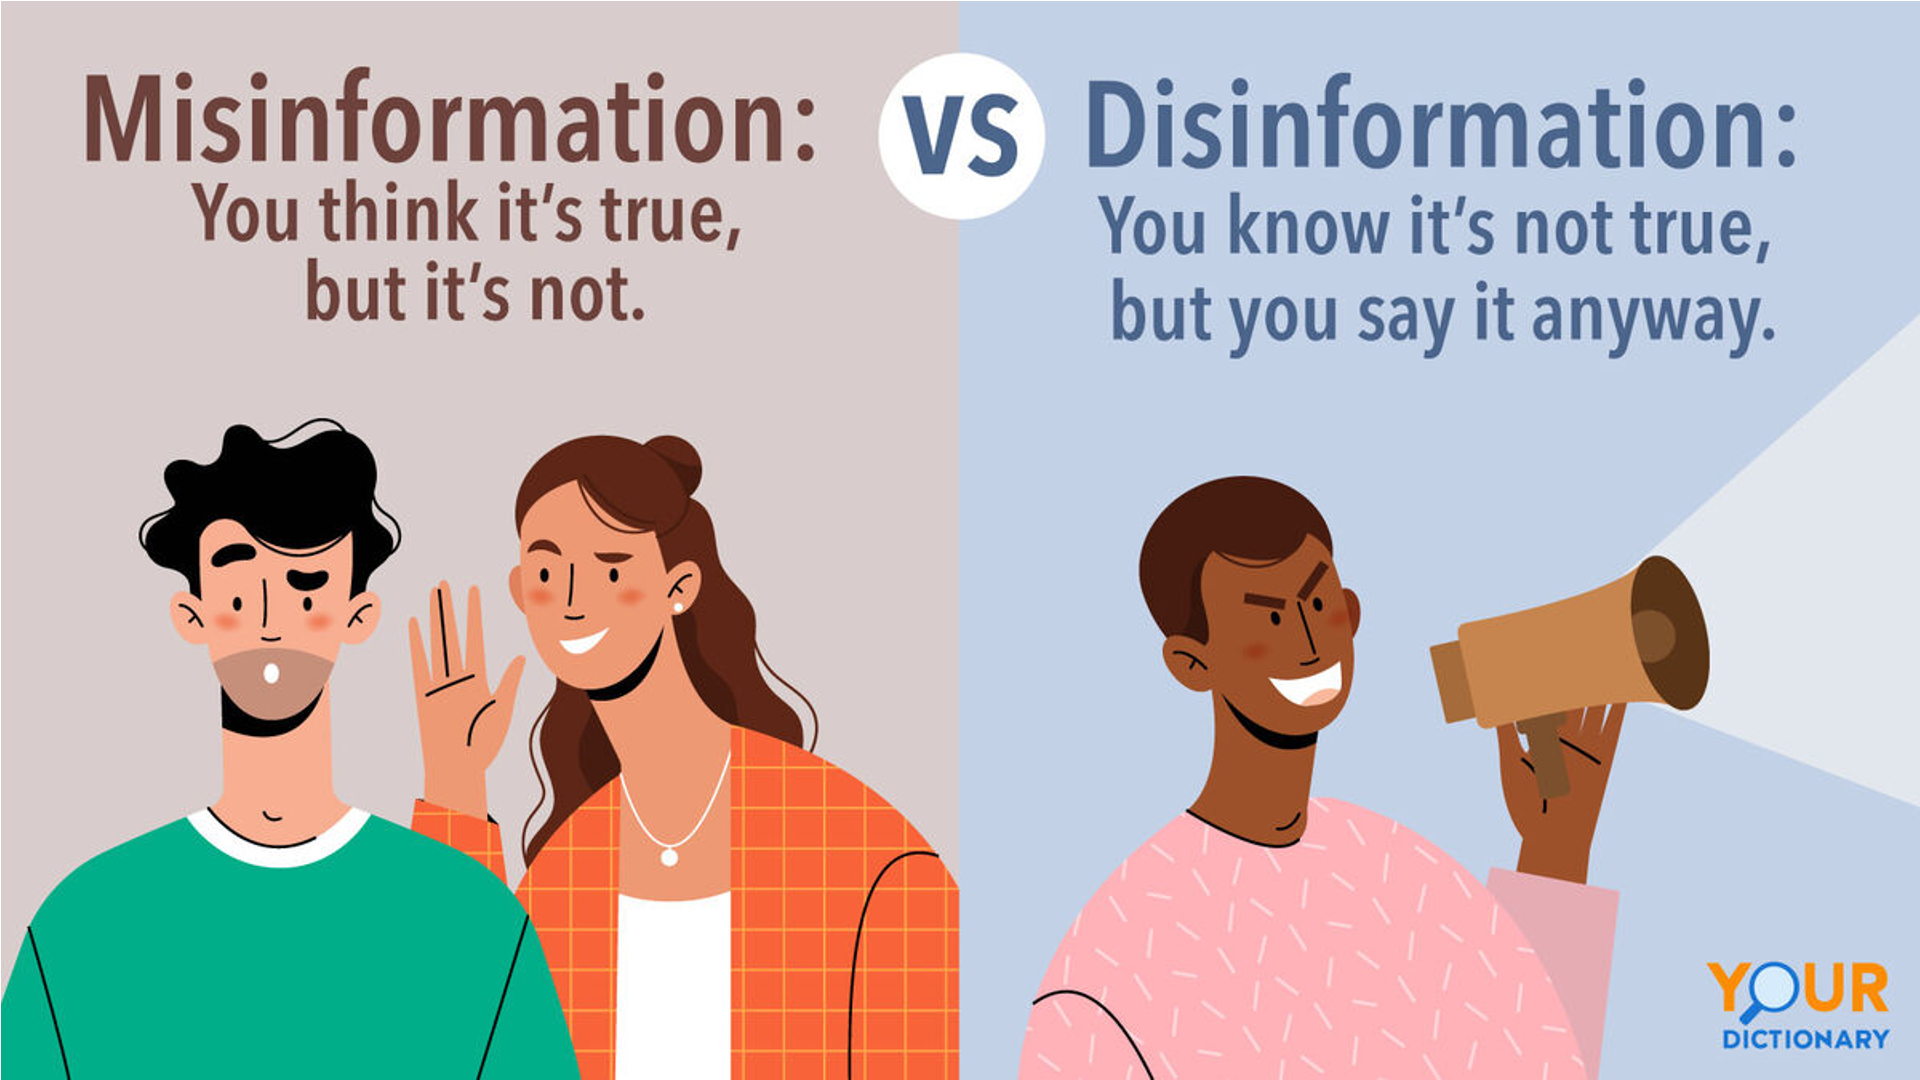 Misinformation:
You think it's true,
but it's not.
VS
Disinformation:
You know it's not true,
but you say it anyway.
YOUR
DICTIONARY